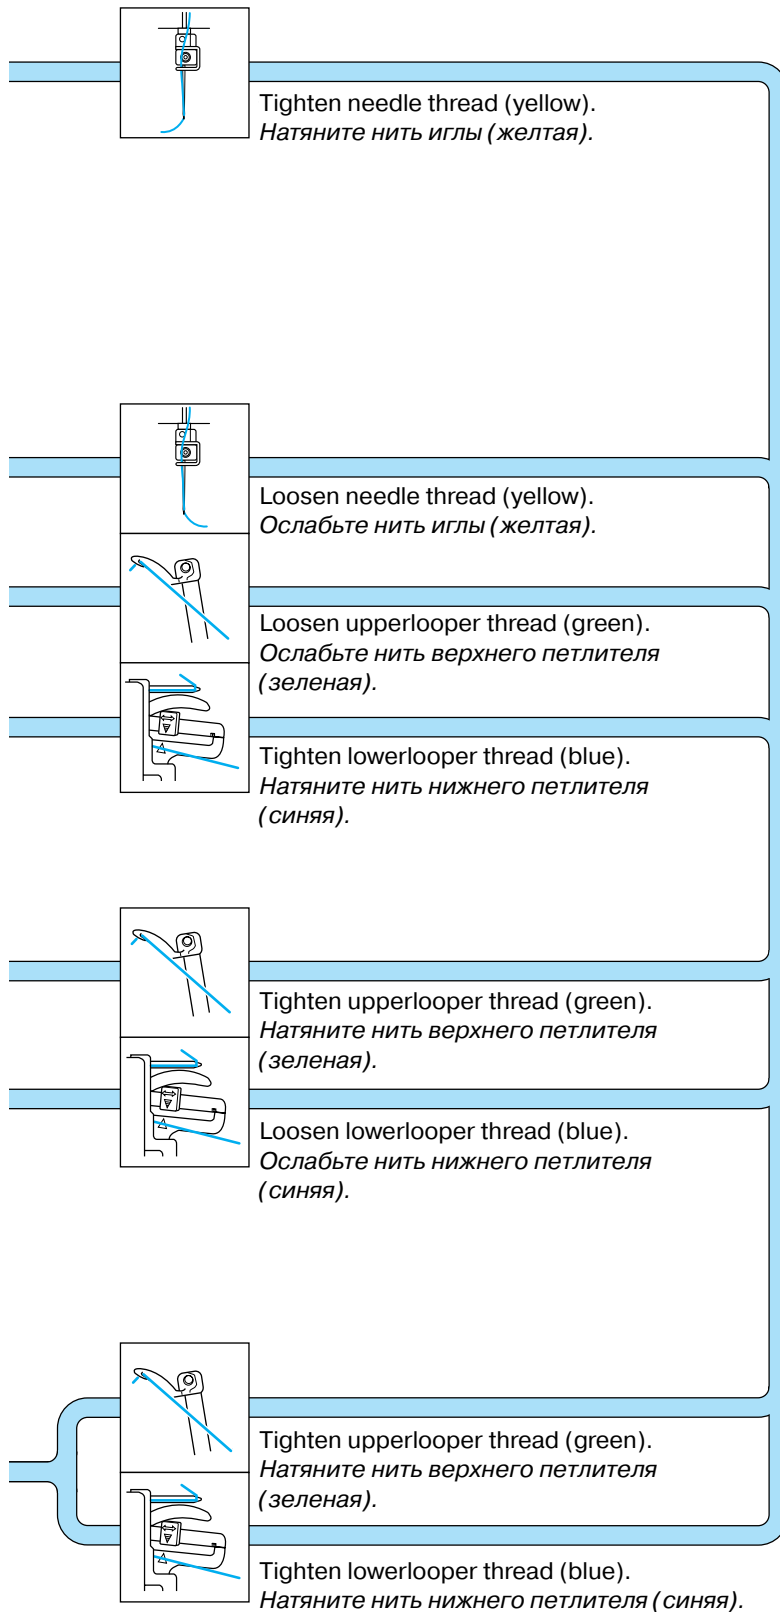 Tighten needle thread (yellow).
Натяните нить иглы (желтая).
Loosen needle thread (yellow).
Ослабьте нить иглы (желтая).
Loosen upperlooper thread (green).
Ослабьте нить верхнего петлителя
(зеленая).
Tighten lowerlooper thread (blue).
Натяните нить нижнего петлителя
(синяя).
Tighten upperlooper thread (green).
Натяните нить верхнего петлителя
(зеленая).
Loosen lowerlooper thread (blue).
Ослабьте нить нижнего петлителя
(синяя).
Tighten upperlooper thread (green).
Натяните нить верхнего петлителя
(зеленая).
Tighten lowerlooper thread (blue).
Натяните нить нижнего петлителя (синяя).